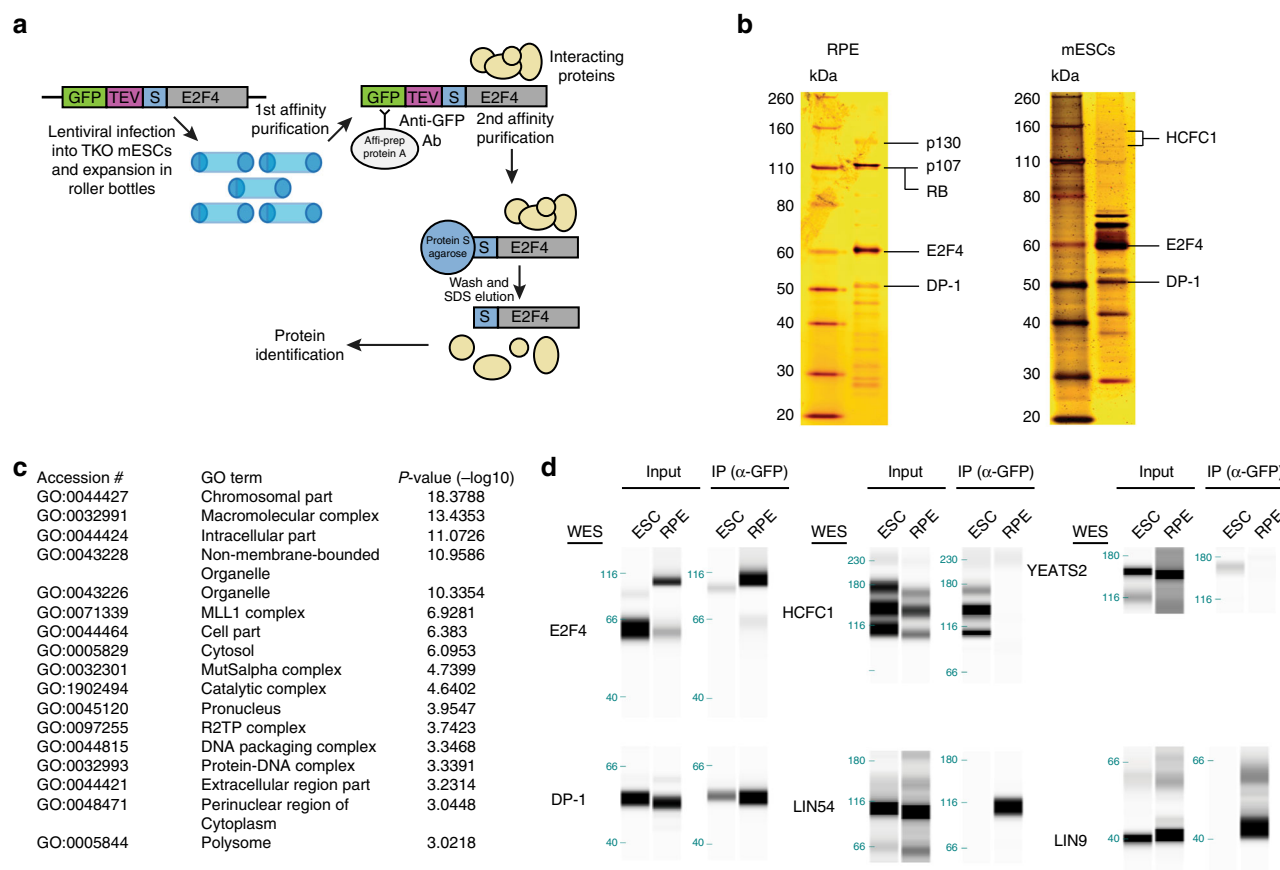 a
GFP TEV S E2F4
Lentiviral infection
into TKO mESCs
and expansion in
roller bottles
1st affinity
purification
Interacting
proteins
GFP TEV S E2F4
Affi-prep
protein A
Anti-GFP
Ab
2nd affinity
purification
Protein S
agarose
S E2F4
Wash and
SDS elution
S E2F4
Protein
identification
b
RPE
kDa
260
160
110
80
60
50
40
30
20
p130
p107
RB
E2F4
DP-1
mESCs
kDa
260
160
110
80
60
50
40
30
20
HCFC1
E2F4
DP-1
c
Accession # GO term P-value (–log10)
GO:0044427 Chromosomal part 18.3788
GO:0032991 Macromolecular complex 13.4353
GO:0044424 Intracellular part 11.0726
GO:0043228 Non-membrane-bounded 10.9586
Organelle
GO:0043226 Organelle 10.3354
GO:0071339 MLL1 complex 6.9281
GO:0044464 Cell part 6.383
GO:0005829 Cytosol 6.0953
GO:0032301 MutSalpha complex 4.7399
GO:1902494 Catalytic complex 4.6402
GO:0045120 Pronucleus 3.9547
GO:0097255 R2TP complex 3.7423
GO:0044815 DNA packaging complex 3.3468
GO:0032993 Protein-DNA complex 3.3391
GO:0044421 Extracellular region part 3.2314
GO:0048471 Perinuclear region of 3.0448
Cytoplasm
GO:0005844 Polysome 3.0218
d
Input IP (α-GFP)
WES ESC RPE ESC RPE
E2F4
116
66
40
116
66
40
DP-1
66
40
66
40
Input IP (α-GFP)
WES ESC RPE ESC RPE
HCFC1
230
180
116
230
180
116
66
LIN54
180
116
66
180
116
66
Input IP (α-GFP)
WES ESC RPE ESC RPE
YEATS2
180
116
180
116
LIN9
66
40
66
40